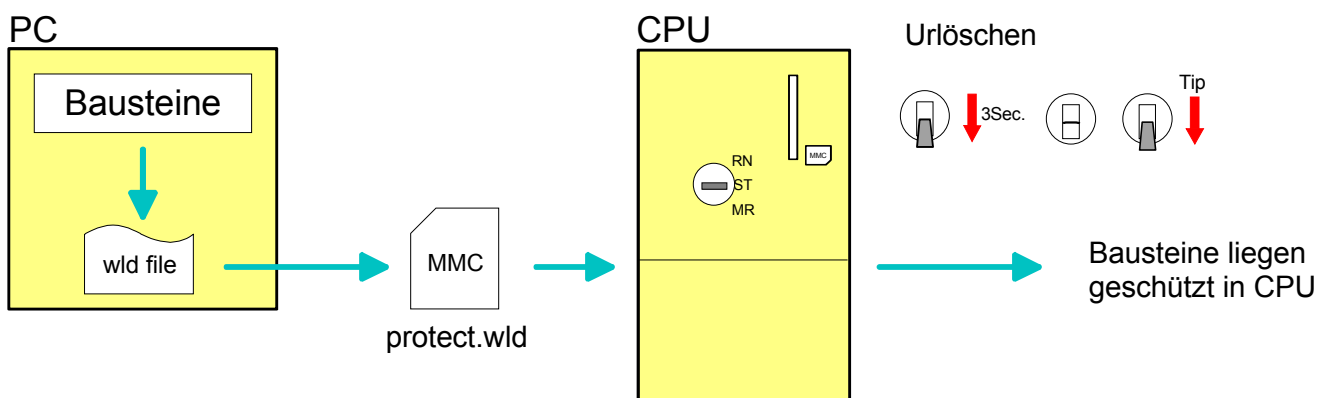 PC
Bausteine
wld file
MMC
protect.wld
CPU
MMC
RN
ST
MR
Urlöschen
3Sec.
Tip
Bausteine liegen
geschützt in CPU